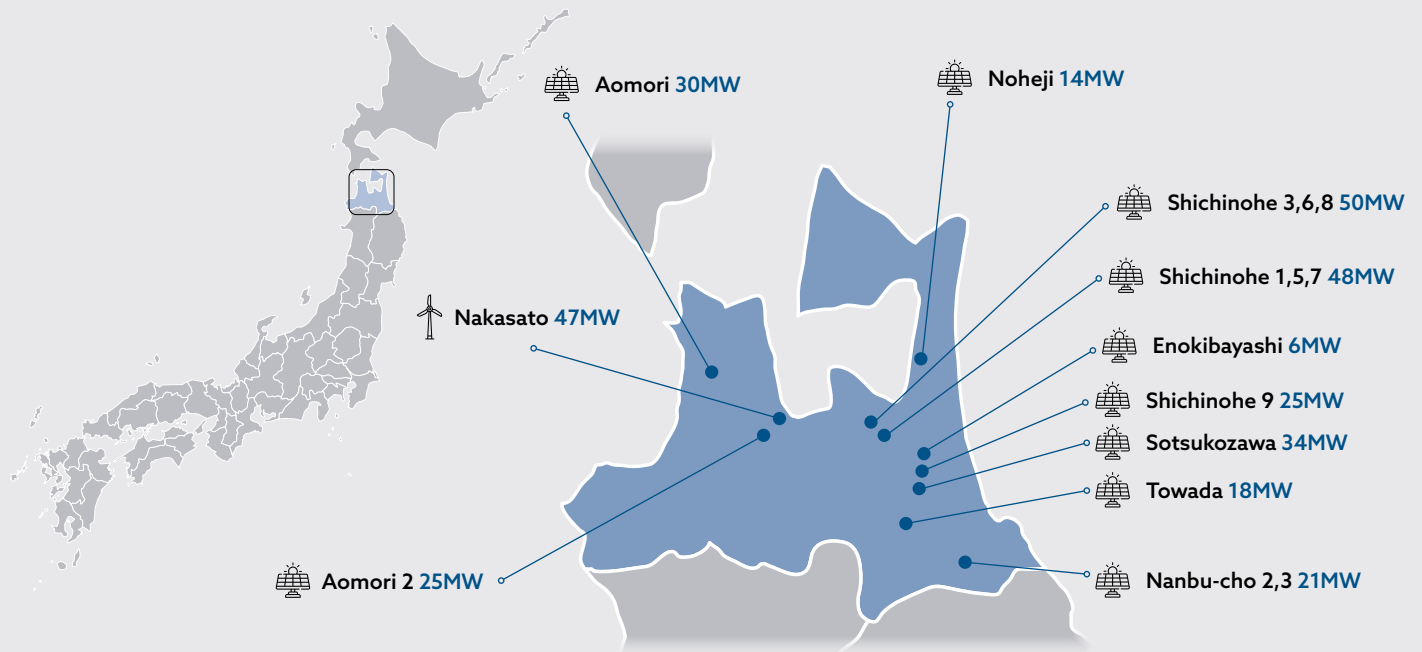 Aomori 30MW
Noheji 14MW
Shichinohe 3,6,8 50MW
Shichinohe 1,5,7 48MW
Nakasato 47MW
Enokibayashi 6MW
Shichinohe 9 25MW
Sotsukozawa 34MW
Towada 18MW
Aomori 2 25MW
Nanbu-cho 2,3 21MW